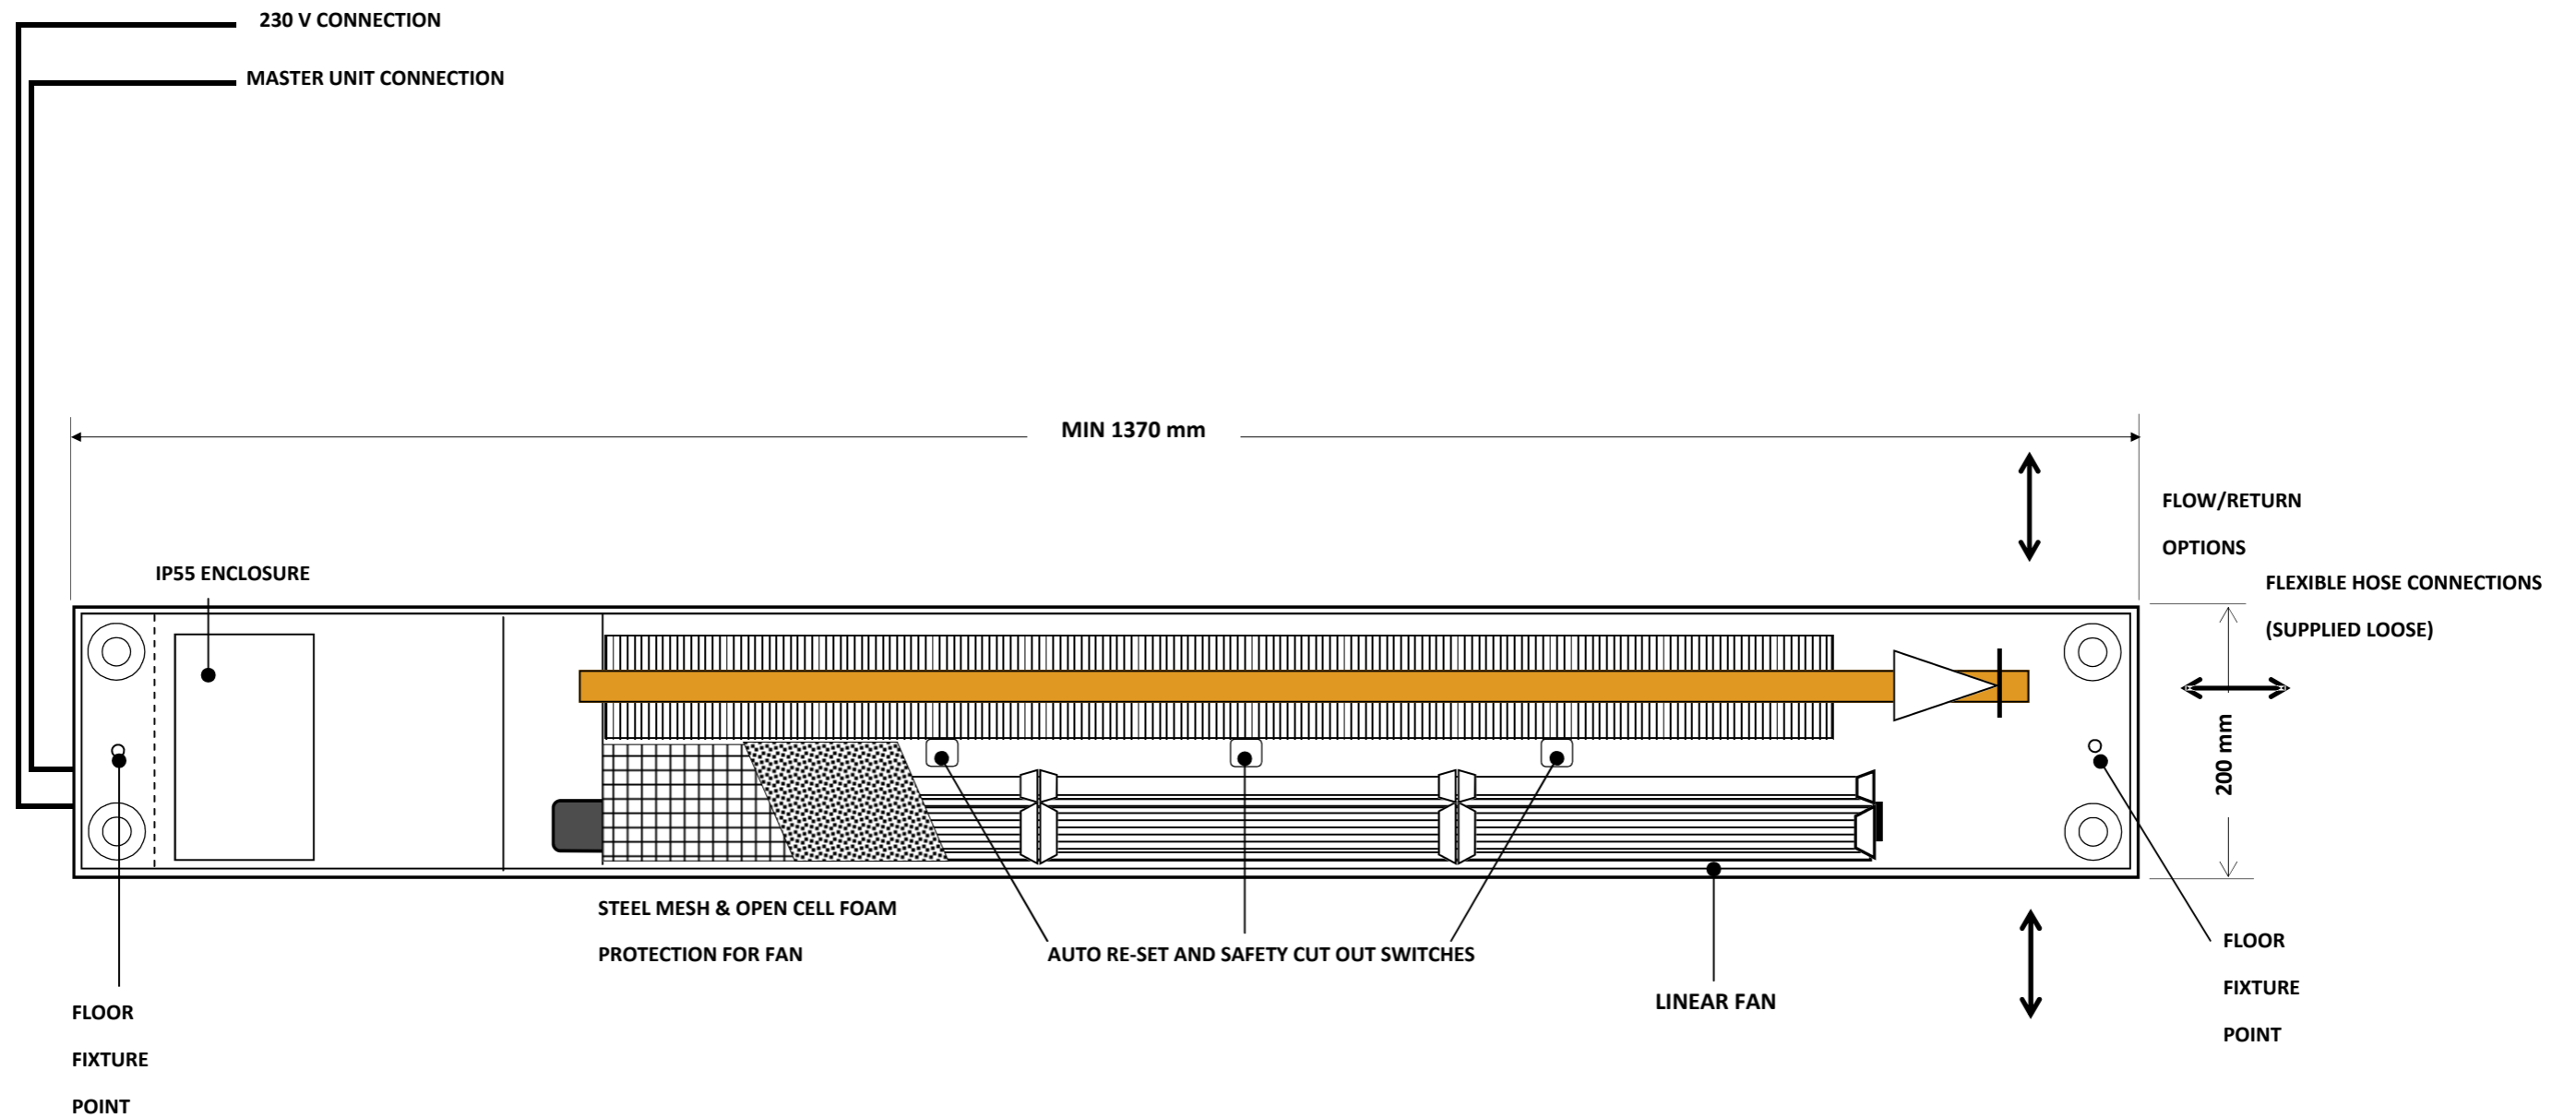 230 V CONNECTION
MASTER UNIT CONNECTION
MIN 1370 mm
FLOW/RETURN
OPTIONS
IP55 ENCLOSURE
FLEXIBLE HOSE CONNECTIONS
(SUPPLIED LOOSE)
200 mm
STEEL MESH & OPEN CELL FOAM
PROTECTION FOR FAN
AUTO RE-SET AND SAFETY CUT OUT SWITCHES
LINEAR FAN
FLOOR
FIXTURE
POINT
FLOOR
FIXTURE
POINT